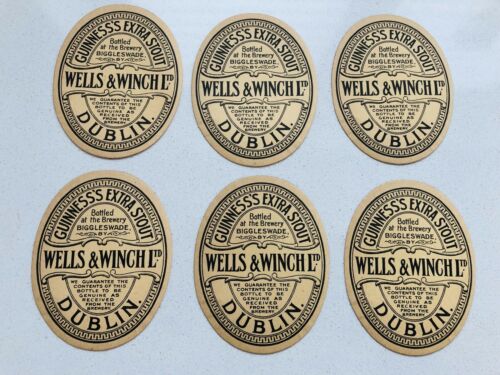 GUINNESS'S EXTRA STOUT
Bottled
at the Brewery
BIGGLESWADE.
BY
WELLS & WINCH LTD
WE GUARANTEE THE
CONTENTS OF THIS
BOTTLE TO BE
GENUINE AS
RECEIVED
FROM THE
BREWERY
DUBLIN.
GUINNESS'S EXTRA STOUT
Bottled
at the Brewery
BIGGLESWADE.
BY
WELLS & WINCH LTD
WE GUARANTEE THE
CONTENTS OF THIS
BOTTLE TO BE
GENUINE AS
RECEIVED
FROM THE
BREWERY
DUBLIN.
GUINNESS'S EXTRA STOUT
Bottled
at the Brewery
BIGGLESWADE.
BY
WELLS & WINCH LTD
WE GUARANTEE THE
CONTENTS OF THIS
BOTTLE TO BE
GENUINE AS
RECEIVED
FROM THE
BREWERY
DUBLIN.
GUINNESS'S EXTRA STOUT
Bottled
at the Brewery
BIGGLESWADE.
BY
WELLS & WINCH LTD
WE GUARANTEE THE
CONTENTS OF THIS
BOTTLE TO BE
GENUINE AS
RECEIVED
FROM THE
BREWERY
DUBLIN.
GUINNESS'S EXTRA STOUT
Bottled
at the Brewery
BIGGLESWADE.
BY
WELLS & WINCH LTD
WE GUARANTEE THE
CONTENTS OF THIS
BOTTLE TO BE
GENUINE AS
RECEIVED
FROM THE
BREWERY
DUBLIN.
GUINNESS'S EXTRA STOUT
Bottled
at the Brewery
BIGGLESWADE.
BY
WELLS & WINCH LTD
WE GUARANTEE THE
CONTENTS OF THIS
BOTTLE TO BE
GENUINE AS
RECEIVED
FROM THE
BREWERY
DUBLIN.